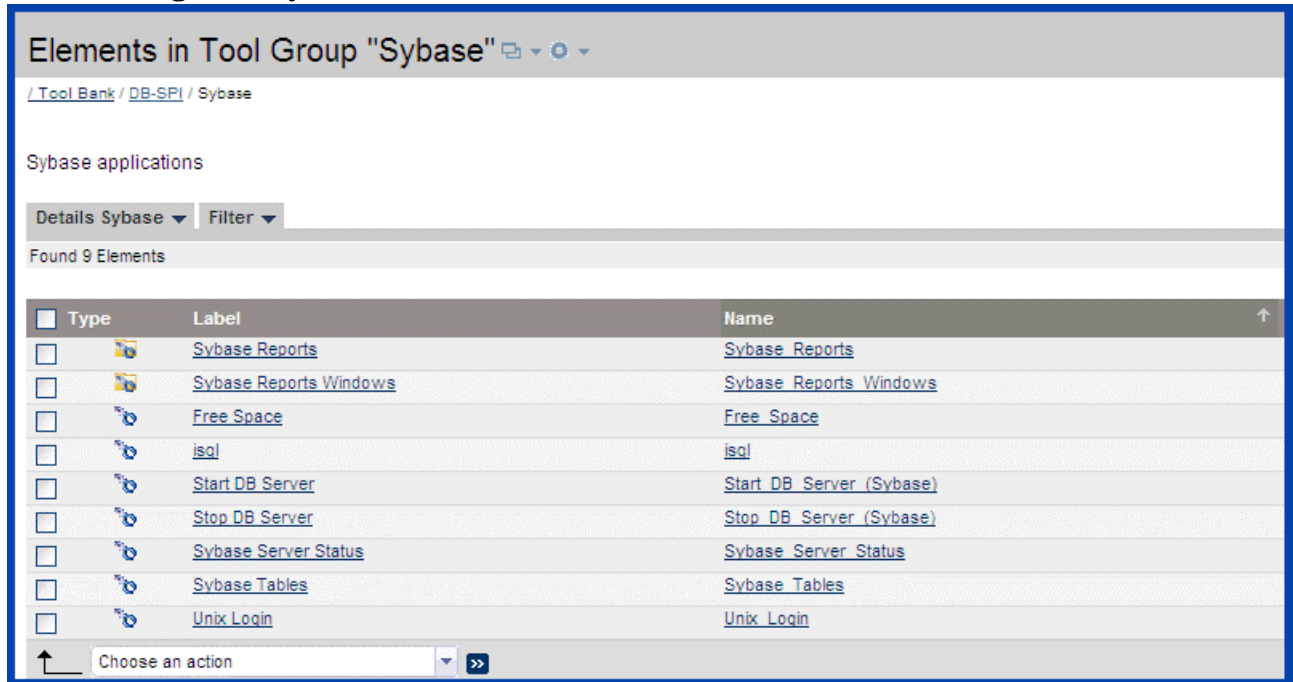 Elements in Tool Group "Sybase"
/ Tool Bank / DB-SPI / Sybase
Sybase applications
Details Sybase Filter
Found 9 Elements
Type Label Name
Sybase Reports Sybase_Reports
Sybase Reports Windows Sybase_Reports_Windows
Free Space Free_Space
isql isql
Start DB Server Start_DB_Server_(Sybase)
Stop DB Server Stop_DB_Server_(Sybase)
Sybase Server Status Sybase_Server_Status
Sybase Tables Sybase_Tables
Unix Login Unix_Login
Choose an action